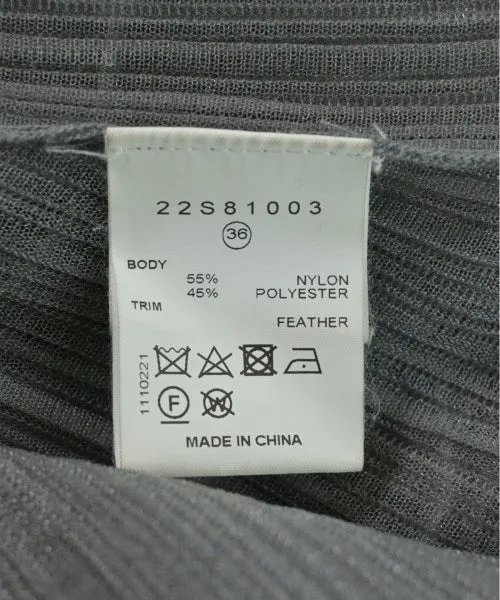 22S81003
36
BODY
55% NYLON
45% POLYESTER
TRIM
FEATHER
1110221
F W
MADE IN CHINA